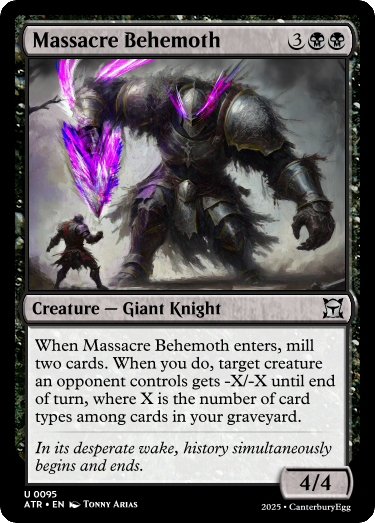 Massacre Behemoth 3
Creature — Giant Knight
When Massacre Behemoth enters, mill
two cards. When you do, target creature
an opponent controls gets -X/-X until end
of turn, where X is the number of card
types among cards in your graveyard.
In its desperate wake, history simultaneously
begins and ends.
4/4
U 0095
ATR • EN Tonny Arias
2025 • CanterburyEgg